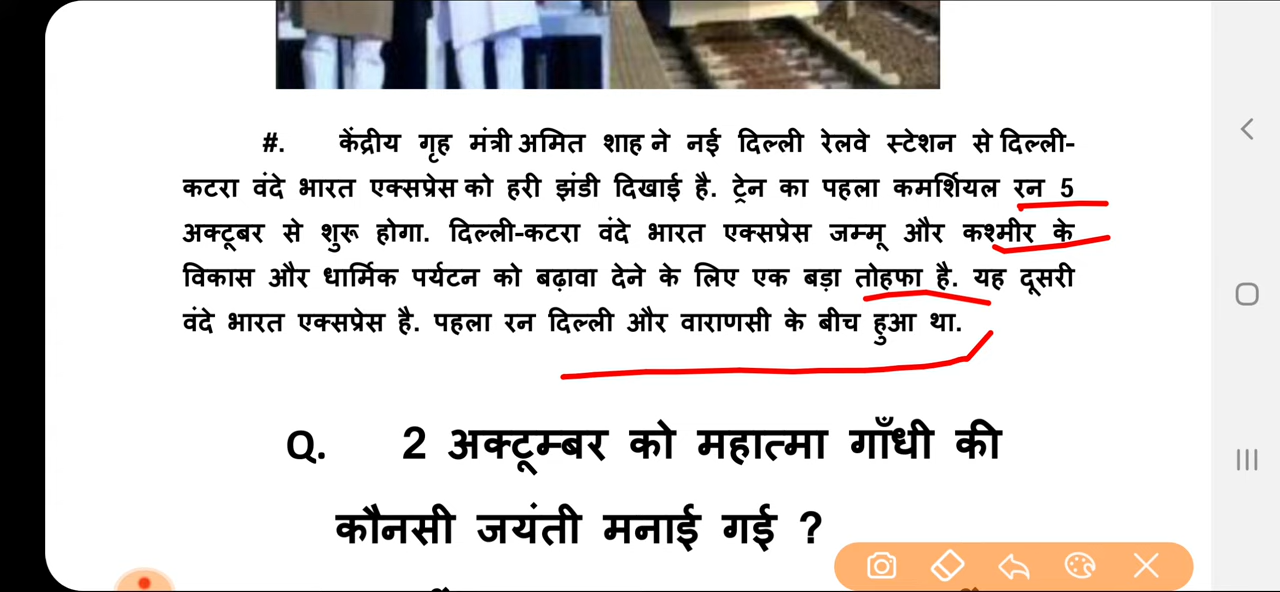 #. केंद्रीय गृह मंत्री अमित शाह ने नई दिल्ली रेलवे स्टेशन से दिल्ली-
कटरा वंदे भारत एक्सप्रेस को हरी झंडी दिखाई है. ट्रेन का पहला कमर्शियल रन 5
अक्टूबर से शुरू होगा. दिल्ली-कटरा वंदे भारत एक्सप्रेस जम्मू और कश्मीर के
विकास और धार्मिक पर्यटन को बढ़ावा देने के लिए एक बड़ा तोहफा है. यह दूसरी
वंदे भारत एक्सप्रेस है. पहला रन दिल्ली और वाराणसी के बीच हुआ था.
Q. 2 अक्टूम्बर को महात्मा गाँधी की
कौनसी जयंती मनाई गई ?